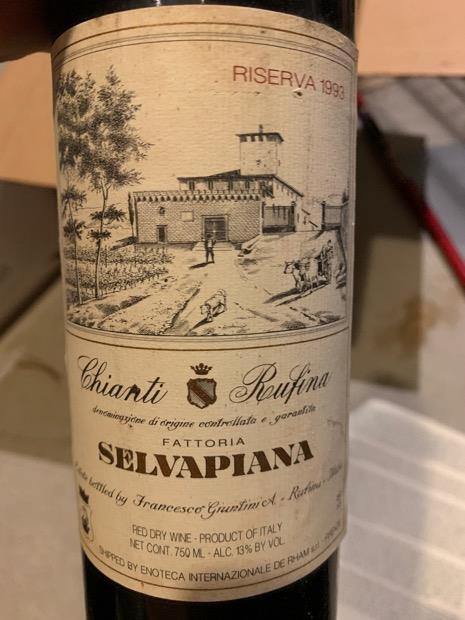 RISERVA 1993
Chianti Rufina
denominazione di origine controllata e garantita
FATTORIA
SELVAPIANA
bottled by Francesco Giuntini A. - Rufina -
RED DRY WINE - PRODUCT OF ITALY
NET CONT. 750 ML - ALC. 13% BY VOL.
SHIPPED BY ENOTECA INTERNAZIONALE DE RHAM s.r.l. - FIRENZE